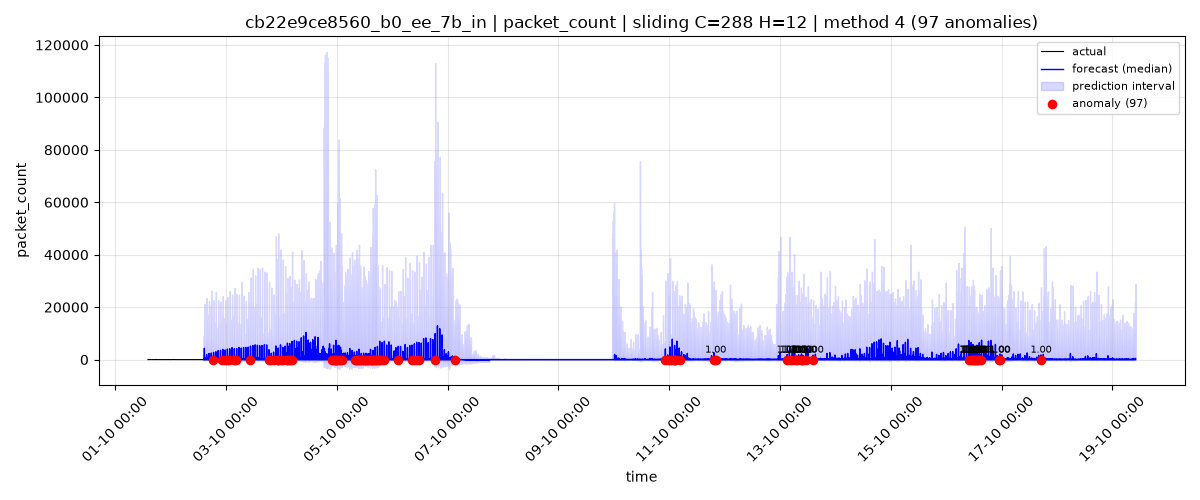 cb22e9ce8560_b0_ee_7b_in | packet_count | sliding C=288 H=12 | method 4 (97 anomalies)
120000
100000
80000
60000
40000
20000
0
packet_count
actual
forecast (median)
prediction interval
anomaly (97)
1.00
1.00
01-10 00:00
03-10 00:00
05-10 00:00
07-10 00:00
09-10 00:00
11-10 00:00
13-10 00:00
15-10 00:00
17-10 00:00
19-10 00:00
time